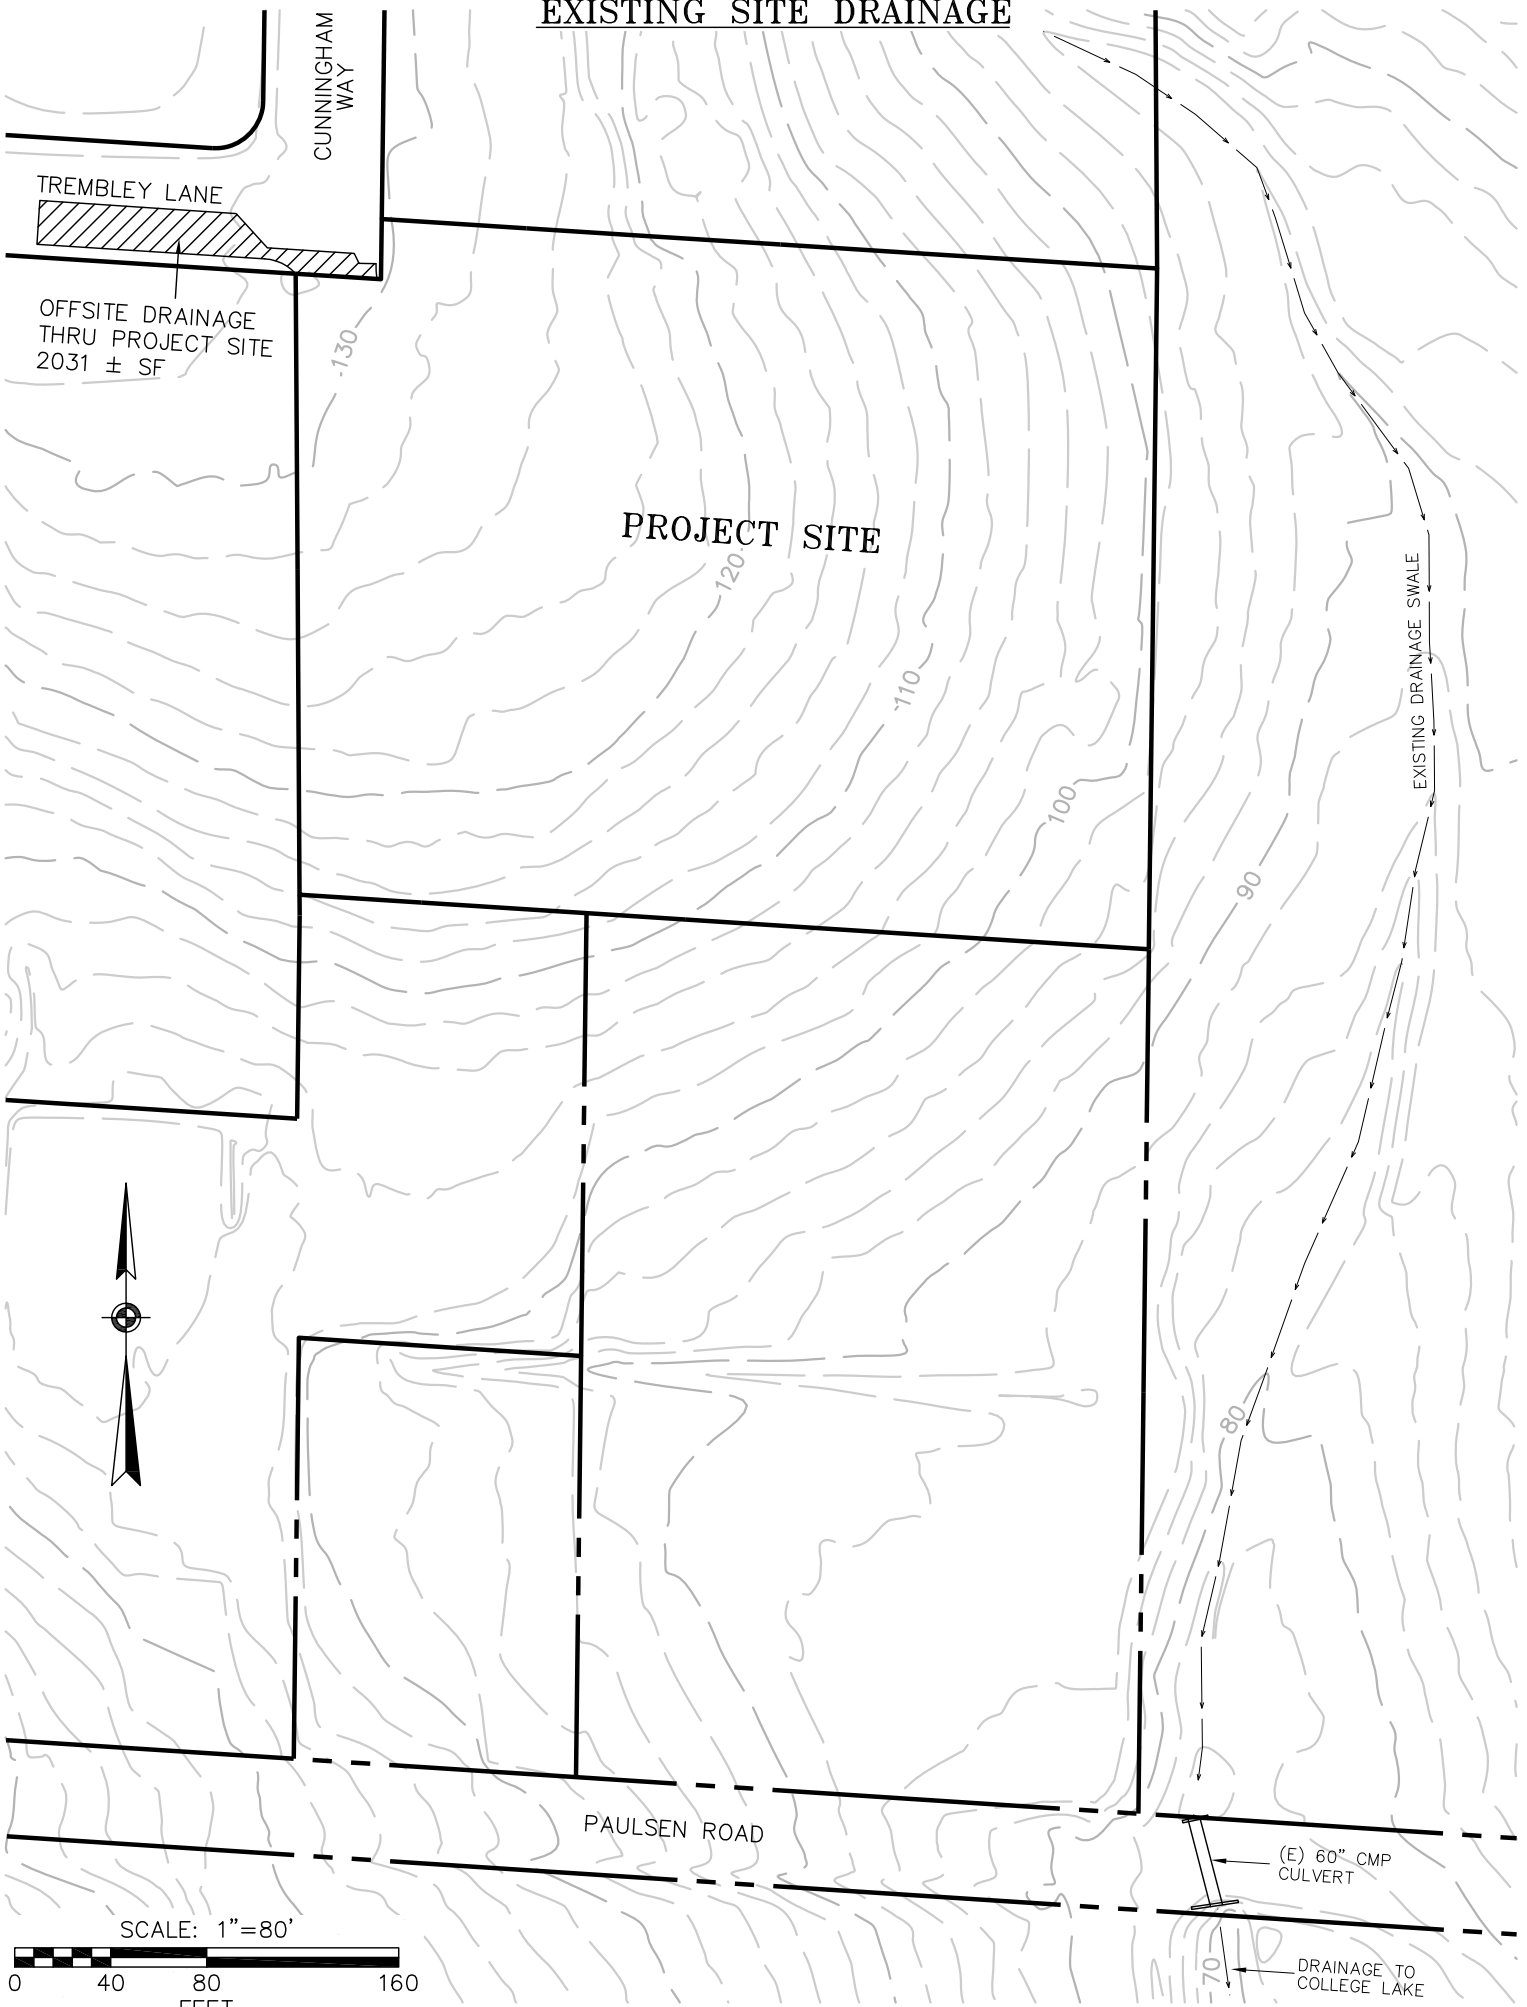 EXISTING SITE DRAINAGE
CUNNINGHAM
WAY
TREMBLEY LANE
OFFSITE DRAINAGE
THRU PROJECT SITE
2031 ± SF
130
PROJECT SITE
120
110
100
90
EXISTING DRAINAGE SWALE
80
PAULSEN ROAD
(E) 60" CMP
CULVERT
SCALE: 1"=80'
0 40 80 160
FEET
70
DRAINAGE TO
COLLEGE LAKE